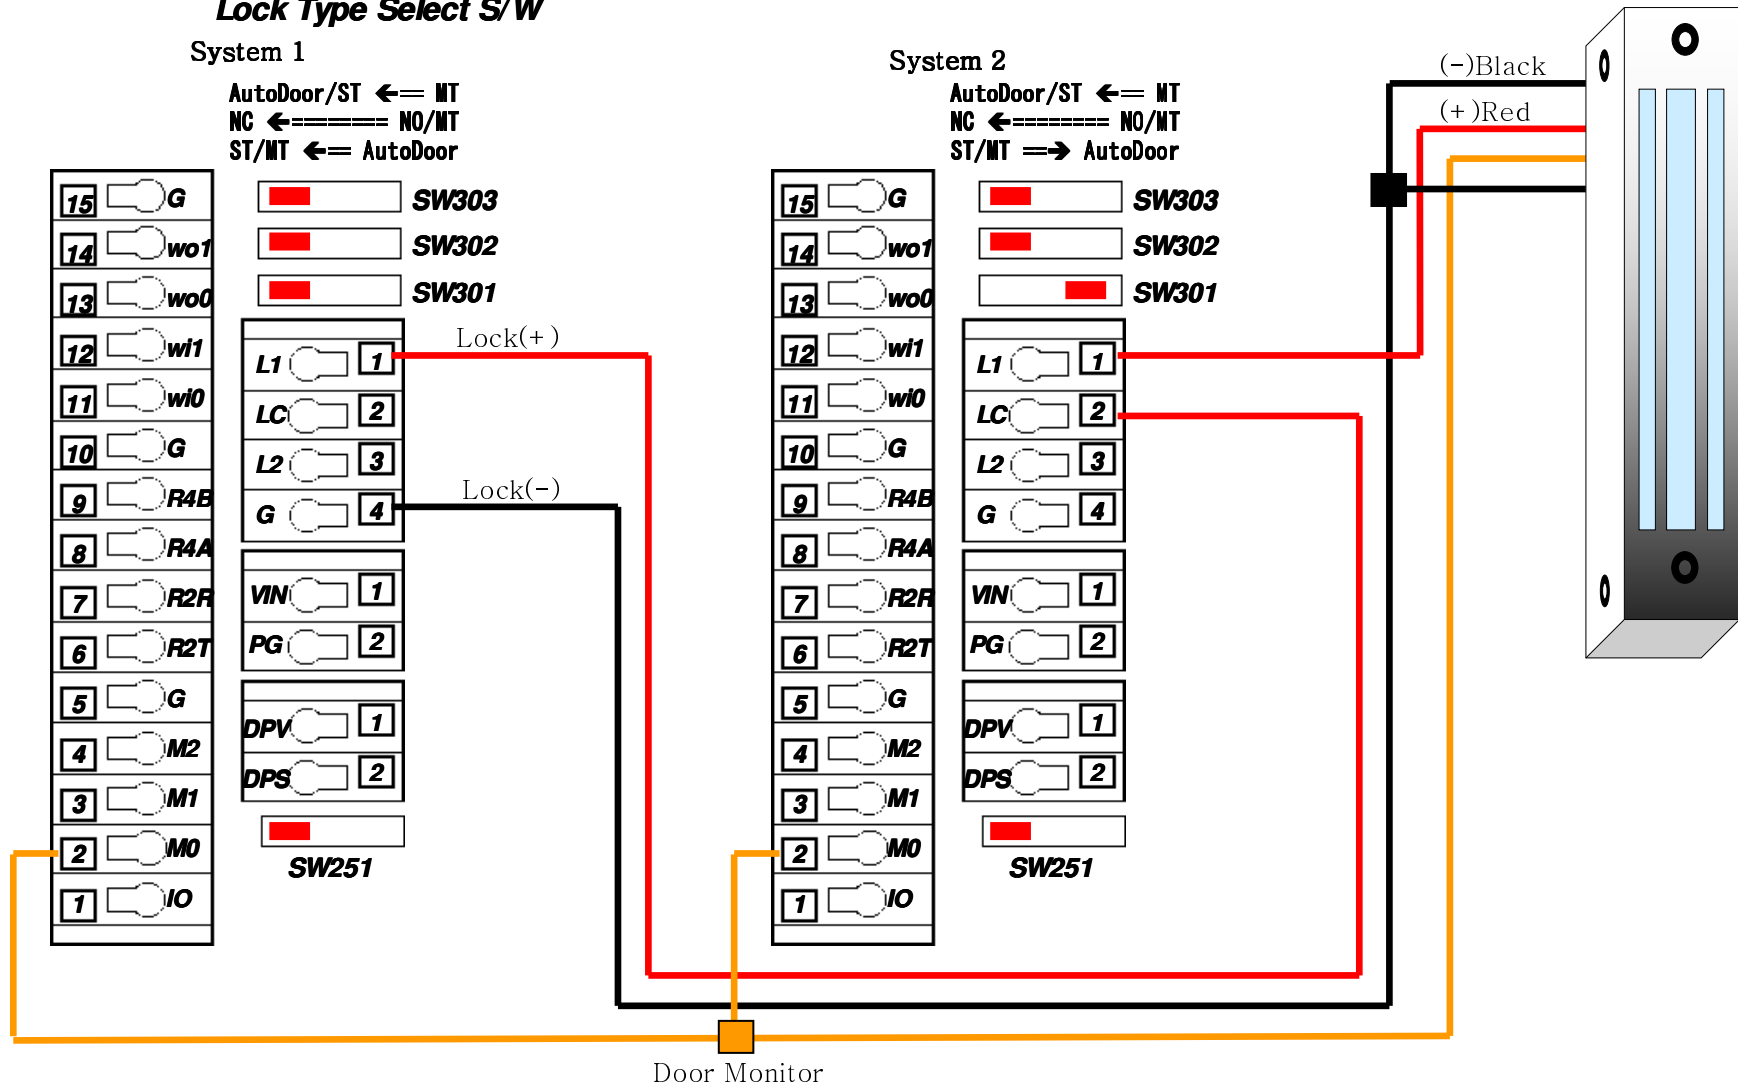 Lock Type Select S/W
System 1
AutoDoor/ST ←== MT
NC ←======== NO/MT
ST/MT ←== AutoDoor
15 G
14 wo1
13 wo0
12 wi1
11 wi0
10 G
9 R4B
8 R4A
7 R2R
6 R2T
5 G
4 M2
3 M1
2 M0
1 IO
SW303
SW302
SW301
L1 1
LC 2
L2 3
G 4
VIN 1
PG 2
DPV 1
DPS 2
SW251
Lock(+)
Lock(-)
System 2
AutoDoor/ST ←== MT
NC ←======== NO/MT
ST/MT ==→ AutoDoor
15 G
14 wo1
13 wo0
12 wi1
11 wi0
10 G
9 R4B
8 R4A
7 R2R
6 R2T
5 G
4 M2
3 M1
2 M0
1 IO
SW303
SW302
SW301
L1 1
LC 2
L2 3
G 4
VIN 1
PG 2
DPV 1
DPS 2
SW251
(-)Black
(+)Red
Door Monitor